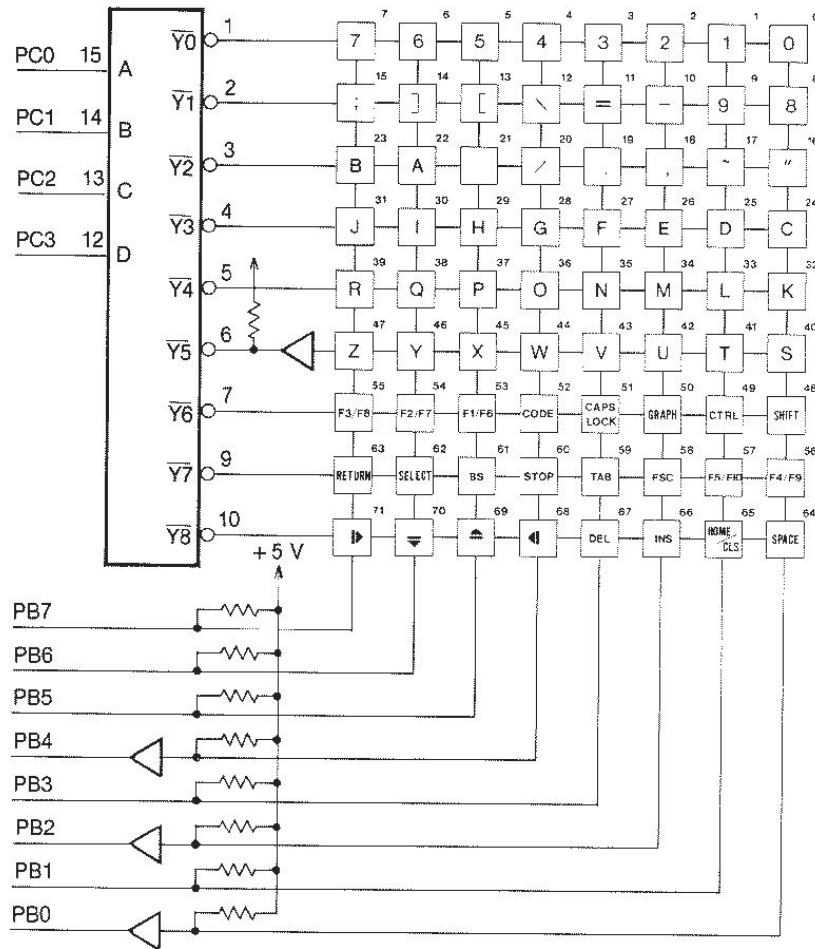 7 6 5 4 3 2 1 0
PC0 15 A Y0 1 7 6 5 4 3 2 1 0
15 14 13 12 11 10 9 8
PC1 14 B Y1 2 ; ] [ \ = - 9 8
23 22 21 20 19 18 17 16
PC2 13 C Y2 3 B A / . , ~ "
31 30 29 28 27 26 25 24
PC3 12 D Y3 4 J I H G F E D C
39 38 37 36 35 34 33 32
Y4 5 R Q P O N M L K
47 46 45 44 43 42 41 40
Y5 6 Z Y X W V U T S
55 54 53 52 51 50 49 48
Y6 7 F3/F8 F2/F7 F1/F6 CODE CAPS LOCK GRAPH CTRL SHIFT
63 62 61 60 59 58 57 56
Y7 9 RETURN SELECT BS STOP TAB FSC F5/F10 F4/F9
71 70 69 68 67 66 65 64
Y8 10 DEL INS HOME/CLS SPACE
+5 V
PB7
PB6
PB5
PB4
PB3
PB2
PB1
PB0